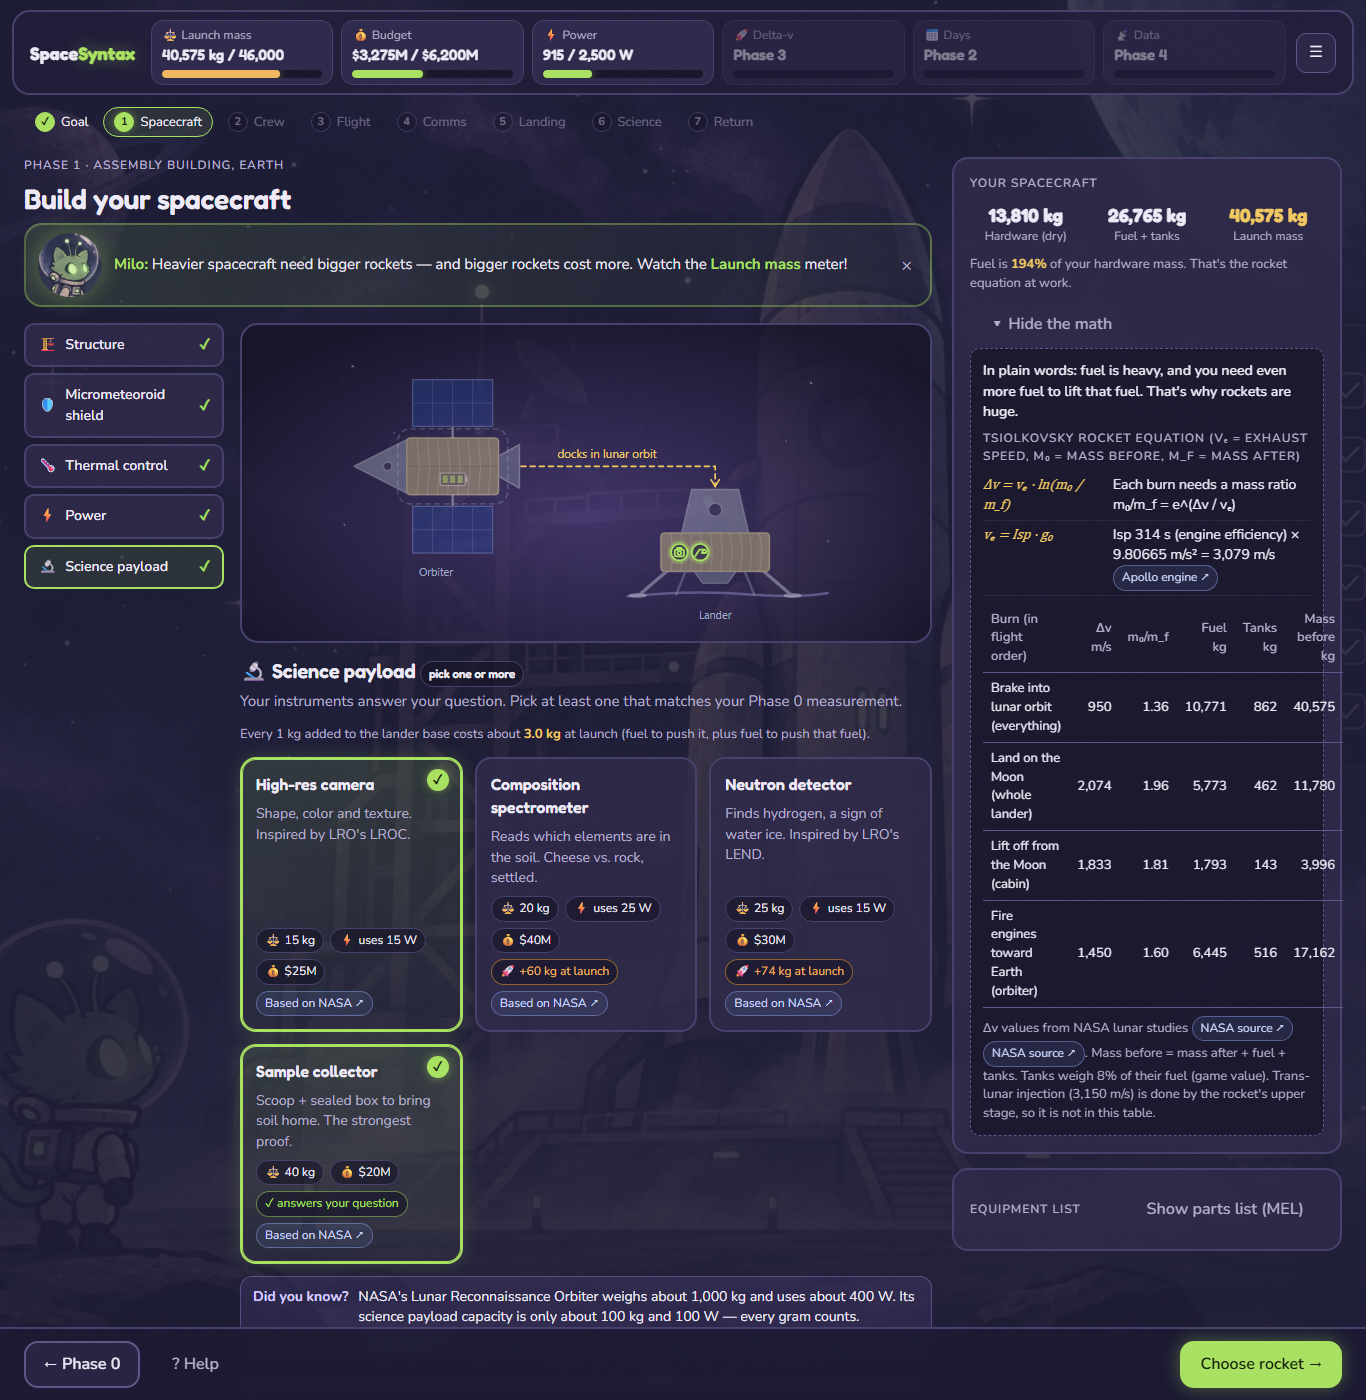 SpaceSyntax
Launch mass
40,575 kg / 46,000
Budget
$3,275M / $6,200M
Power
915 / 2,500 W
Delta-v
Phase 3
Days
Phase 2
Data
Phase 4
☰
✓ Goal
1 Spacecraft
2 Crew
3 Flight
4 Comms
5 Landing
6 Science
7 Return
PHASE 1 · ASSEMBLY BUILDING, EARTH
Build your spacecraft
Milo: Heavier spacecraft need bigger rockets — and bigger rockets cost more. Watch the Launch mass meter!
×
Structure ✓
Micrometeoroid
shield ✓
Thermal control ✓
Power ✓
Science payload ✓
docks in lunar orbit
Orbiter
Lander
Science payload pick one or more
Your instruments answer your question. Pick at least one that matches your Phase 0 measurement.
Every 1 kg added to the lander base costs about 3.0 kg at launch (fuel to push it, plus fuel to push that fuel).
High-res camera ✓
Shape, color and texture.
Inspired by LRO's LROC.
15 kg
uses 15 W
$25M
Based on NASA ↗
Composition
spectrometer
Reads which elements are in
the soil. Cheese vs. rock,
settled.
20 kg
uses 25 W
$40M
+60 kg at launch
Based on NASA ↗
Neutron detector
Finds hydrogen, a sign of
water ice. Inspired by LRO's
LEND.
25 kg
uses 15 W
$30M
+74 kg at launch
Based on NASA ↗
Sample collector ✓
Scoop + sealed box to bring
soil home. The strongest
proof.
40 kg
$20M
✓ answers your question
Based on NASA ↗
Did you know? NASA's Lunar Reconnaissance Orbiter weighs about 1,000 kg and uses about 400 W. Its
science payload capacity is only about 100 kg and 100 W — every gram counts.
YOUR SPACECRAFT
13,810 kg
Hardware (dry)
26,765 kg
Fuel + tanks
40,575 kg
Launch mass
Fuel is 194% of your hardware mass. That's the rocket
equation at work.
▾ Hide the math
In plain words: fuel is heavy, and you need even
more fuel to lift that fuel. That's why rockets are
huge.
TSIOLKOVSKY ROCKET EQUATION (Vₑ = EXHAUST
SPEED, M₀ = MASS BEFORE, M_F = MASS AFTER)
Δv = vₑ · ln(m₀ /
m_f)
Each burn needs a mass ratio
m₀/m_f = e^(Δv / vₑ)
vₑ = Isp · g₀
Isp 314 s (engine efficiency) ×
9.80665 m/s² = 3,079 m/s
Apollo engine ↗
Burn (in
flight
order)
Δv
m/s
m₀/m_f
Fuel
kg
Tanks
kg
Mass
before
kg
Brake into
lunar orbit
(everything)
950 1.36 10,771 862 40,575
Land on the
Moon
(whole
lander)
2,074 1.96 5,773 462 11,780
Lift off from
the Moon
(cabin)
1,833 1.81 1,793 143 3,996
Fire
engines
toward
Earth
(orbiter)
1,450 1.60 6,445 516 17,162
Δv values from NASA lunar studies NASA source ↗
NASA source ↗ . Mass before = mass after + fuel +
tanks. Tanks weigh 8% of their fuel (game value). Trans-
lunar injection (3,150 m/s) is done by the rocket's upper
stage, so it is not in this table.
EQUIPMENT LIST
Show parts list (MEL)
← Phase 0
? Help
Choose rocket →